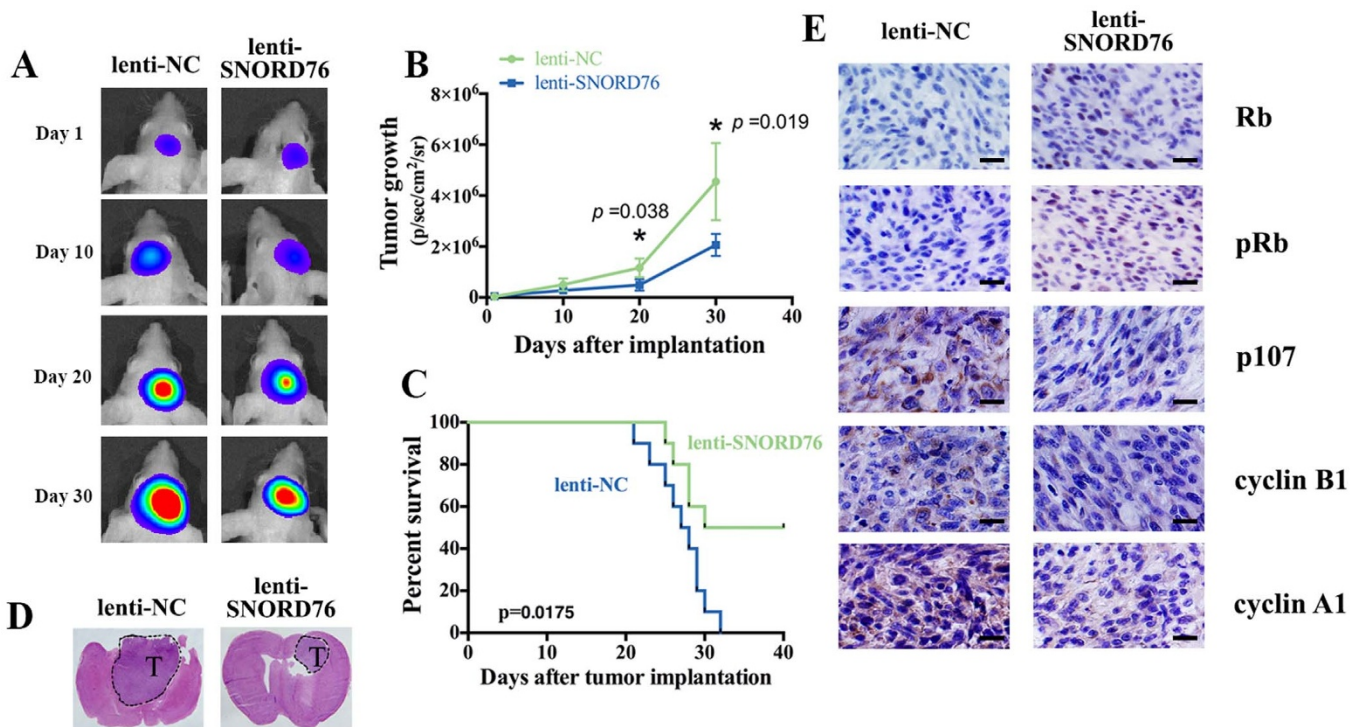 A
lenti-NC
lenti-
SNORD76
Day 1
Day 10
Day 20
Day 30
B
lenti-NC
lenti-SNORD76
8×10⁶
6×10⁶
4×10⁶
2×10⁶
0
Tumor growth
(p/sec/cm²/sr)
p =0.038
*
* p =0.019
0 10 20 30 40
Days after implantation
C
100
80
60
40
20
0
Percent survival
lenti-SNORD76
lenti-NC
p=0.0175
0 10 20 30 40
Days after tumor implantation
D
lenti-NC
lenti-
SNORD76
T
T
E
lenti-NC
lenti-
SNORD76
Rb
pRb
p107
cyclin B1
cyclin A1